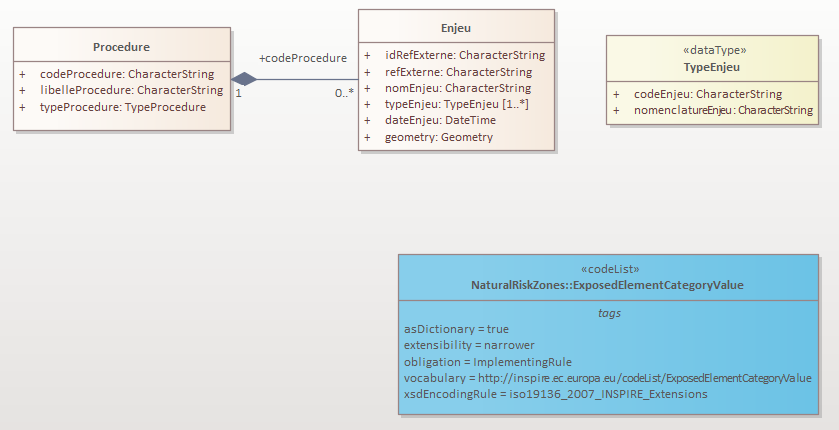 Procedure
+ codeProcedure: CharacterString
+ libelleProcedure: CharacterString
+ typeProcedure: TypeProcedure
+codeProcedure
1
0..*
Enjeu
+ idRefExterne: CharacterString
+ refExterne: CharacterString
+ nomEnjeu: CharacterString
+ typeEnjeu: TypeEnjeu [1..*]
+ dateEnjeu: DateTime
+ geometry: Geometry
«dataType»
TypeEnjeu
+ codeEnjeu: CharacterString
+ nomenclatureEnjeu: CharacterString
«codeList»
NaturalRiskZones::ExposedElementCategoryValue
tags
asDictionary = true
extensibility = narrower
obligation = ImplementingRule
vocabulary = http://inspire.ec.europa.eu/codeList/ExposedElementCategoryValue
xsdEncodingRule = iso19136_2007_INSPIRE_Extensions